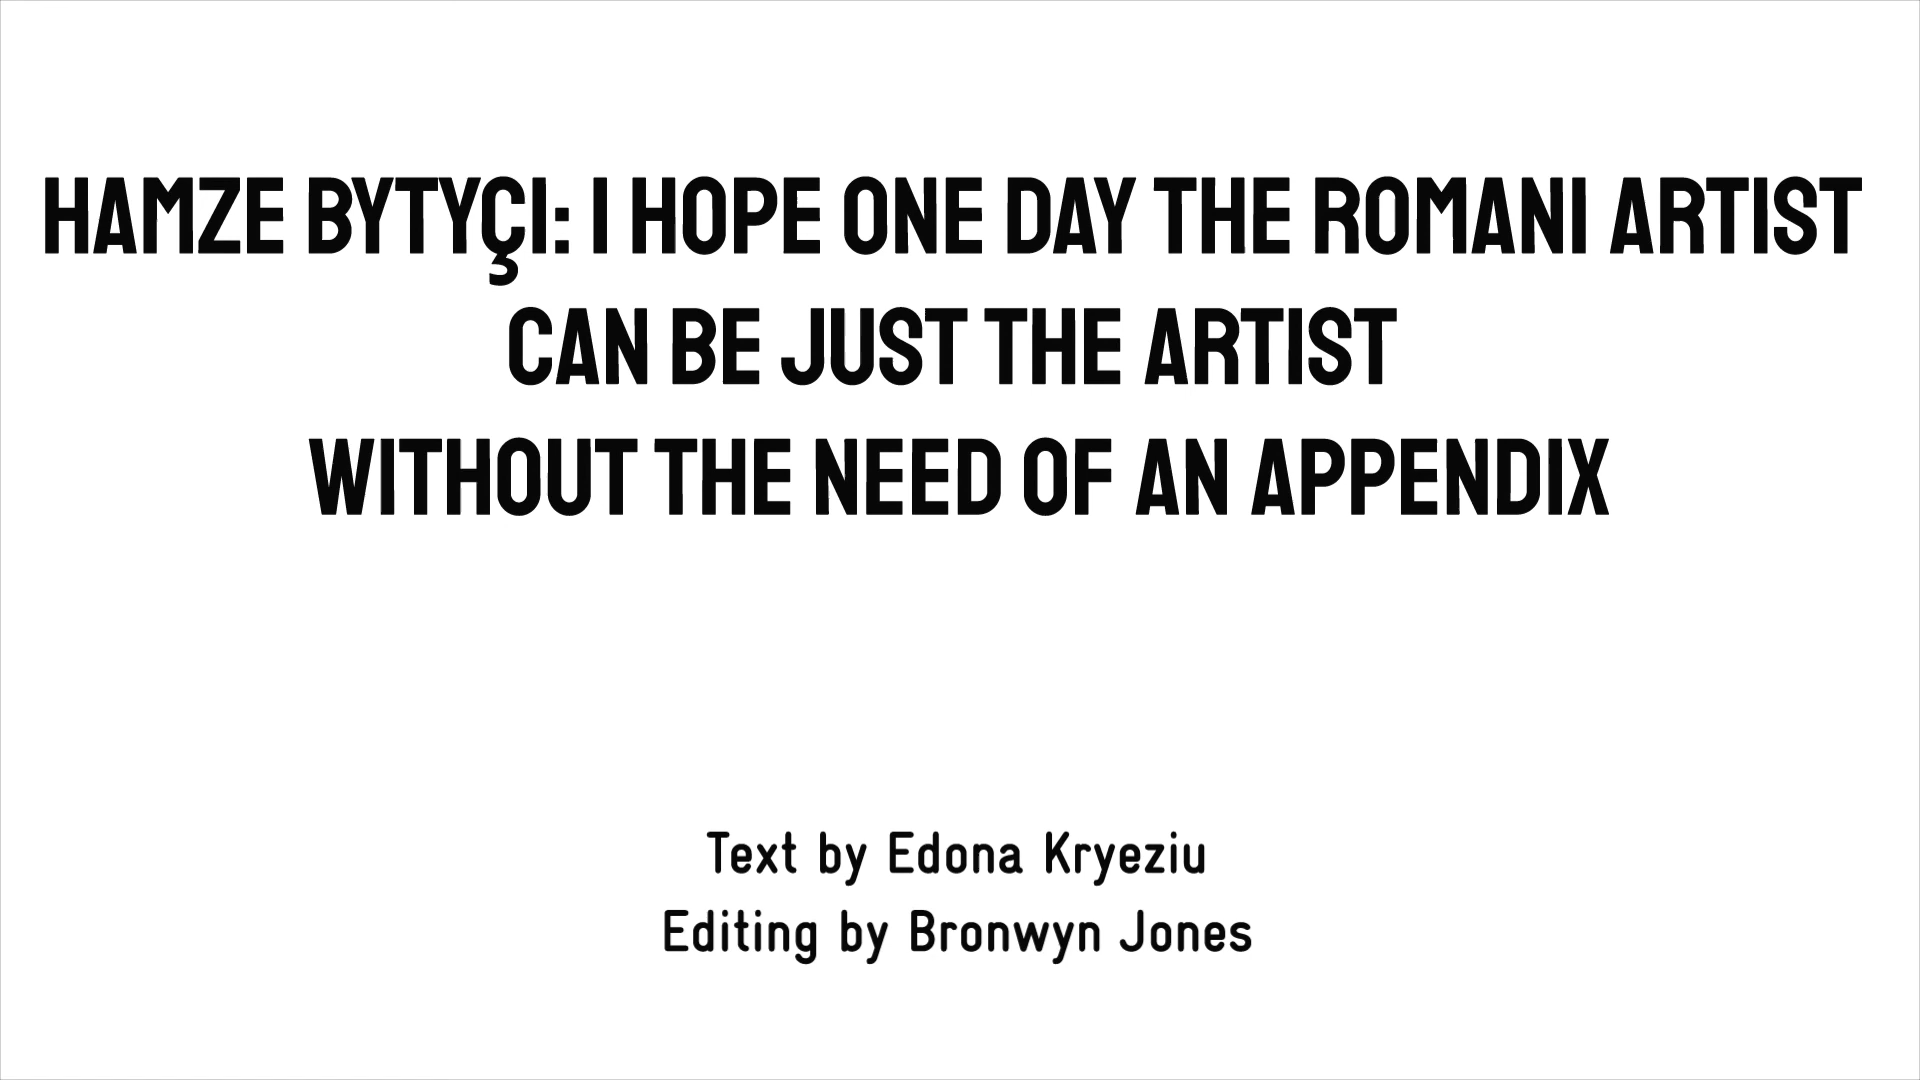 HAMZE BYTYÇI: I HOPE ONE DAY THE ROMANI ARTIST
CAN BE JUST THE ARTIST
WITHOUT THE NEED OF AN APPENDIX
Text by Edona Kryeziu
Editing by Bronwyn Jones